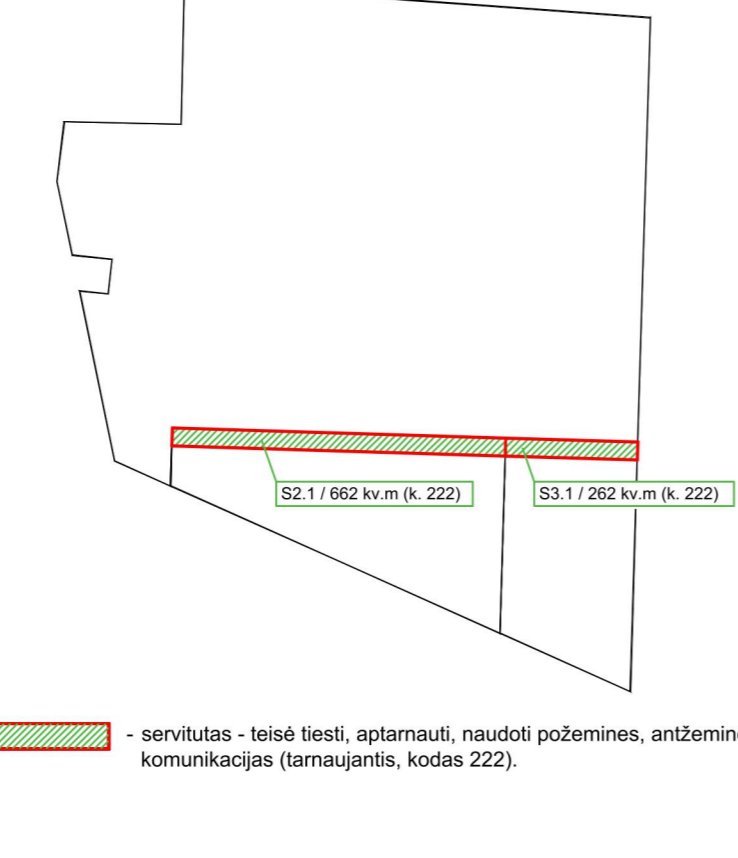 S2.1 / 662 kv.m (k. 222)
S3.1 / 262 kv.m (k. 222)
- servitutas - teisė tiesti, aptarnauti, naudoti požemines,
komunikacijas (tarnaujantis, kodas 222).